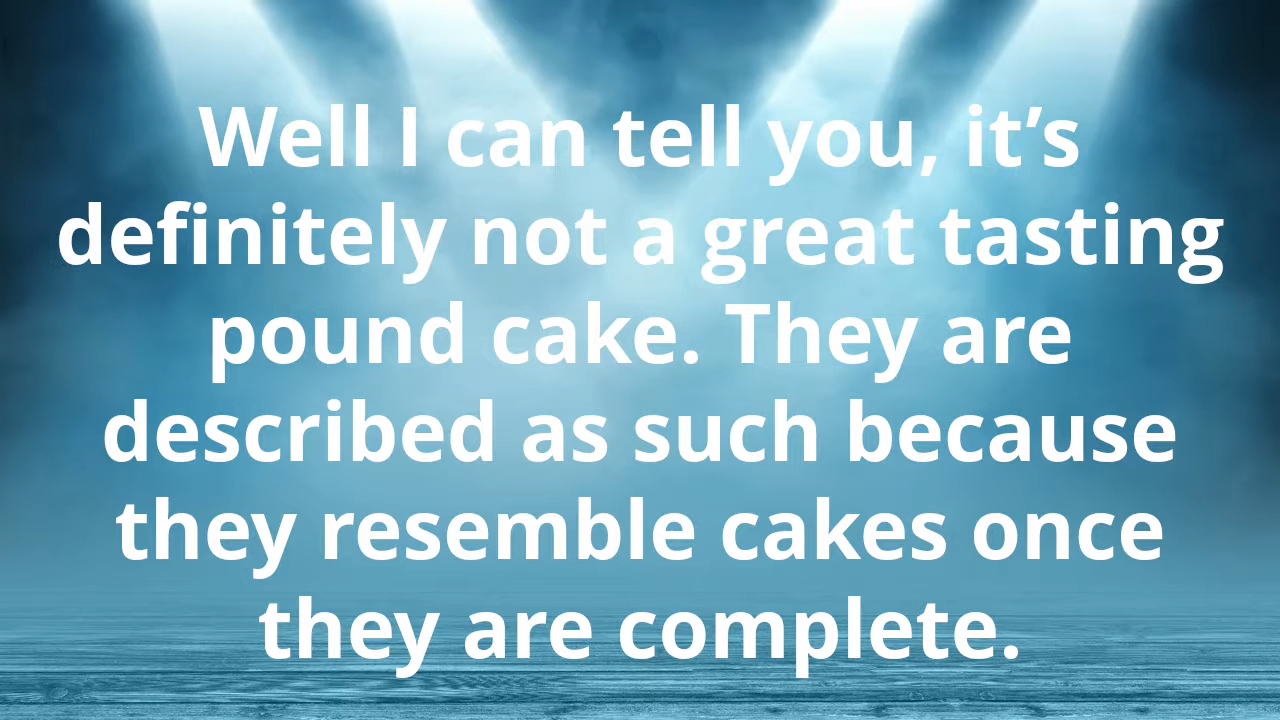 Well I can tell you, it’s
definitely not a great tasting
pound cake. They are
described as such because
they resemble cakes once
they are complete.